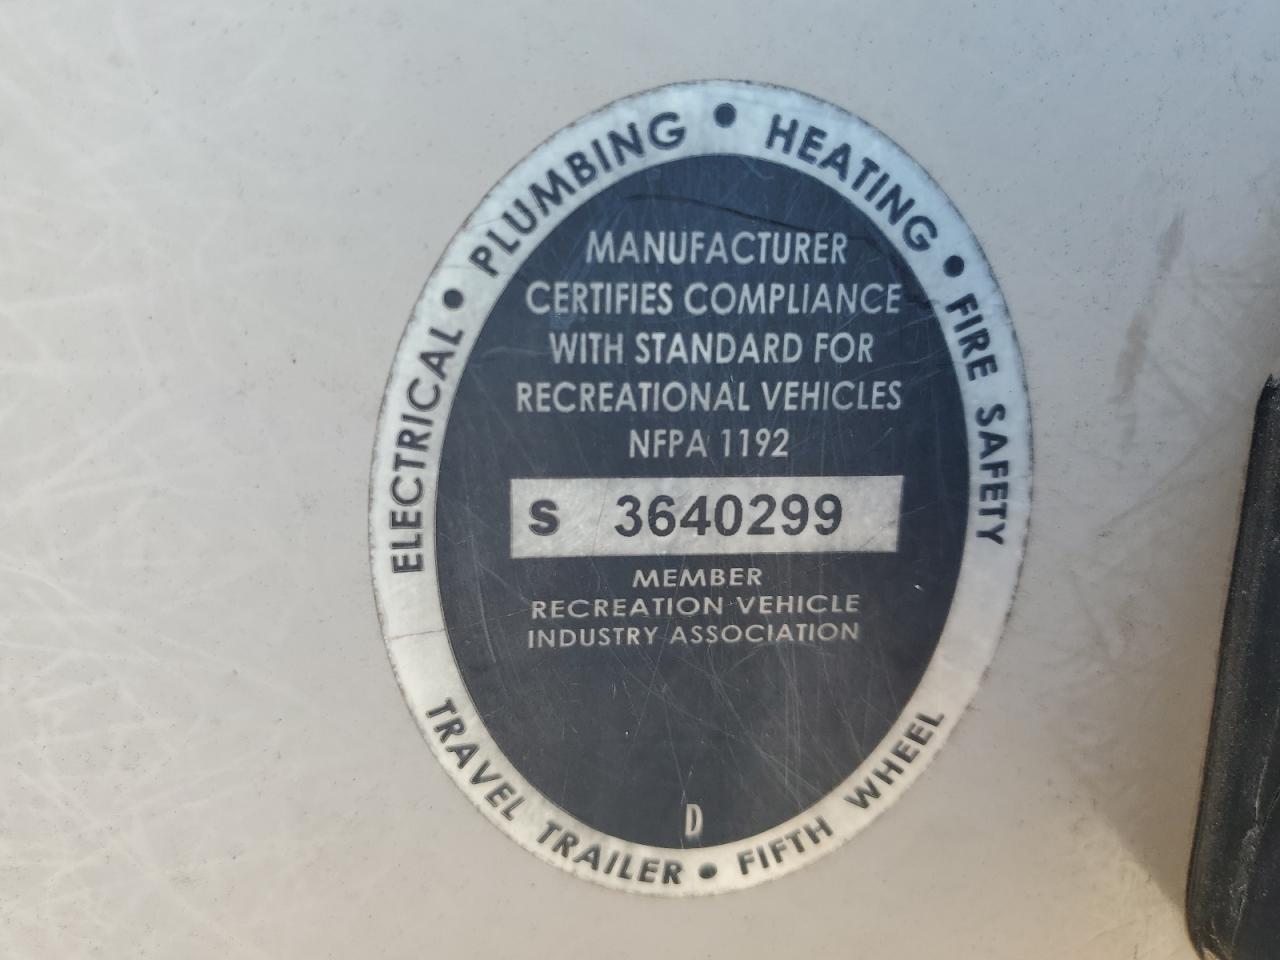 ELECTRICAL • PLUMBING • HEATING • FIRE SAFETY
MANUFACTURER
CERTIFIES COMPLIANCE
WITH STANDARD FOR
RECREATIONAL VEHICLES
NFPA 1192
S 3640299
MEMBER
RECREATION VEHICLE
INDUSTRY ASSOCIATION
D
TRAVEL TRAILER • FIFTH WHEEL